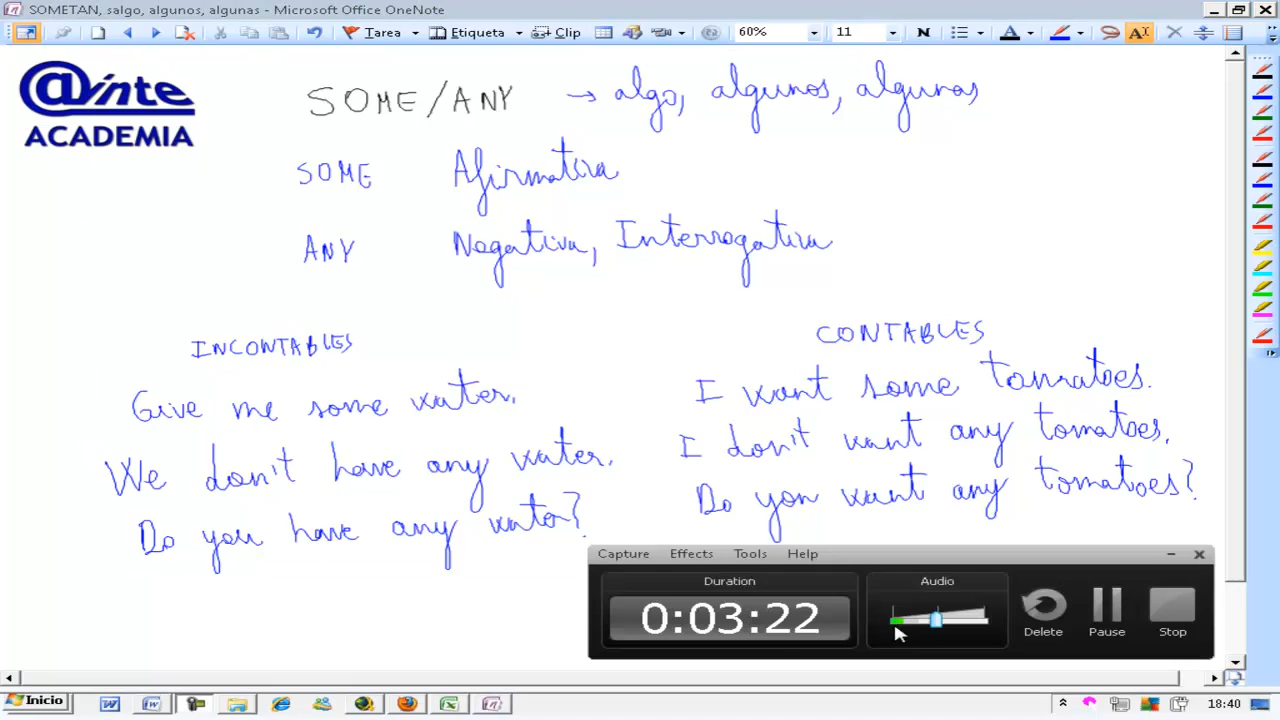 SOMETAN, salgo, algunos, algunas - Microsoft Office OneNote
Tarea Etiqueta Clip 60% 11 N A
@inte
ACADEMIA
SOME/ANY → algo, algunos, algunas
SOME Afirmativa
ANY Negativa, Interrogativa
INCONTABLES
Give me some water.
We don't have any water.
Do you have any water?
CONTABLES
I want some tomatoes.
I don't want any tomatoes.
Do you want any tomatoes?
Capture Effects Tools Help
Duration
0:03:22
Audio
Delete Pause Stop
Inicio
18:40